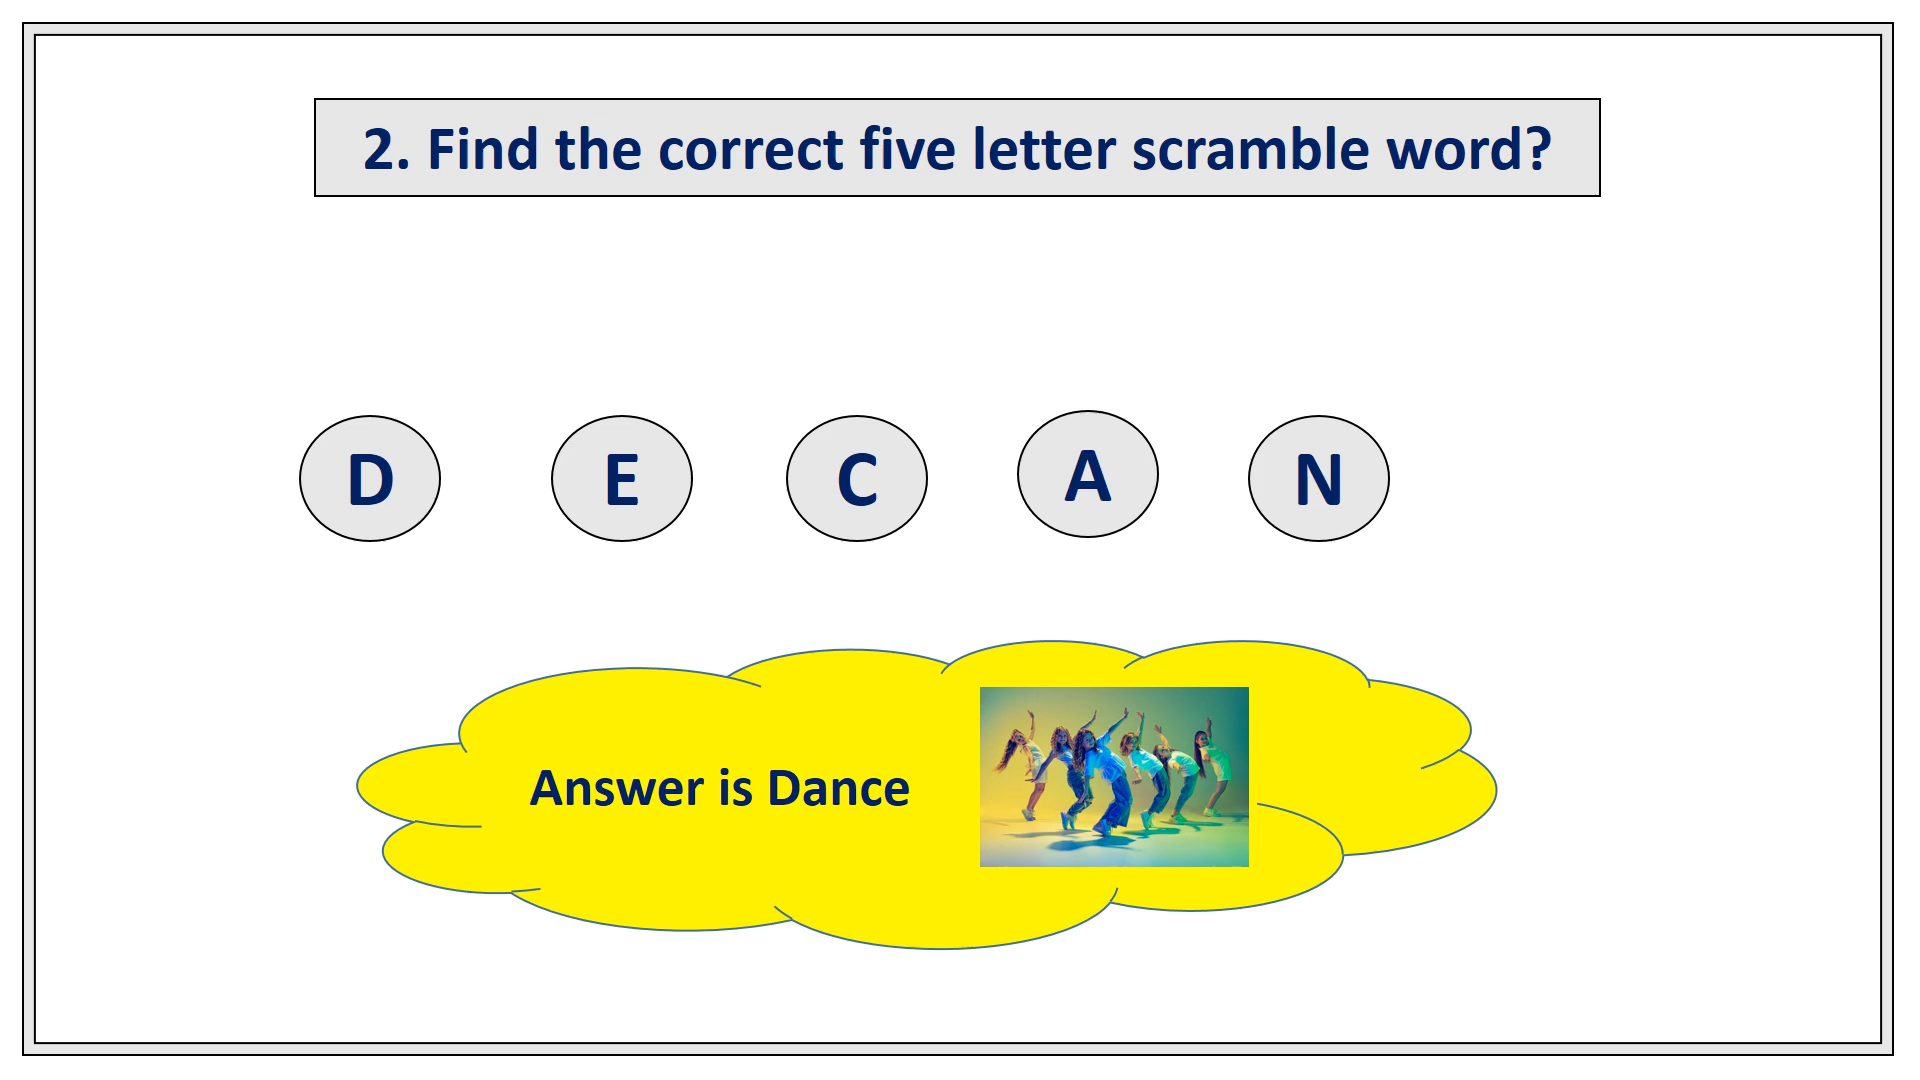 2. Find the correct five letter scramble word?
D E C A N
Answer is Dance